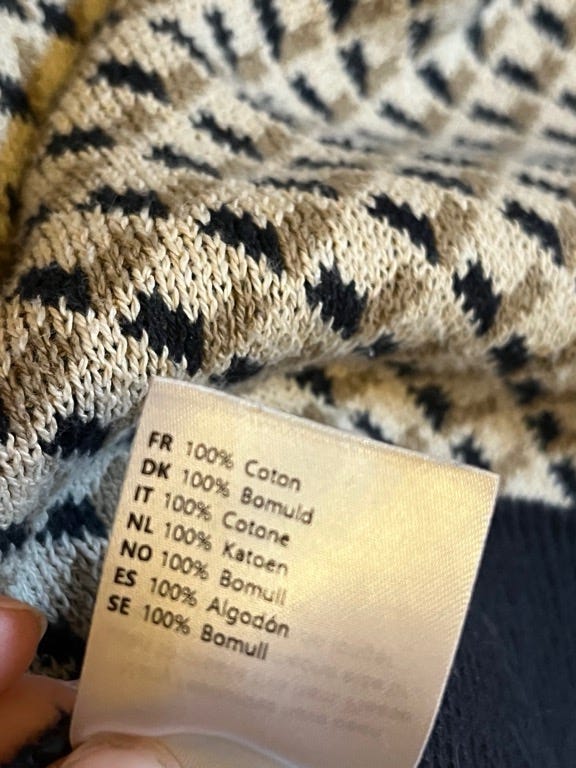 FR 100% Coton
DK 100% Bomuld
IT 100% Cotone
NL 100% Katoen
NO 100% Bomull
ES 100% Algodón
SE 100% Bomull